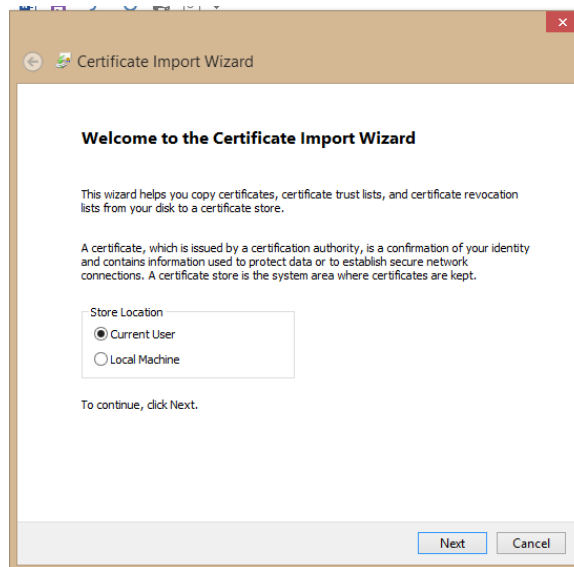 Certificate Import Wizard
Welcome to the Certificate Import Wizard
This wizard helps you copy certificates, certificate trust lists, and certificate revocation
lists from your disk to a certificate store.
A certificate, which is issued by a certification authority, is a confirmation of your identity
and contains information used to protect data or to establish secure network
connections. A certificate store is the system area where certificates are kept.
Store Location
Current User
Local Machine
To continue, click Next.
Next Cancel